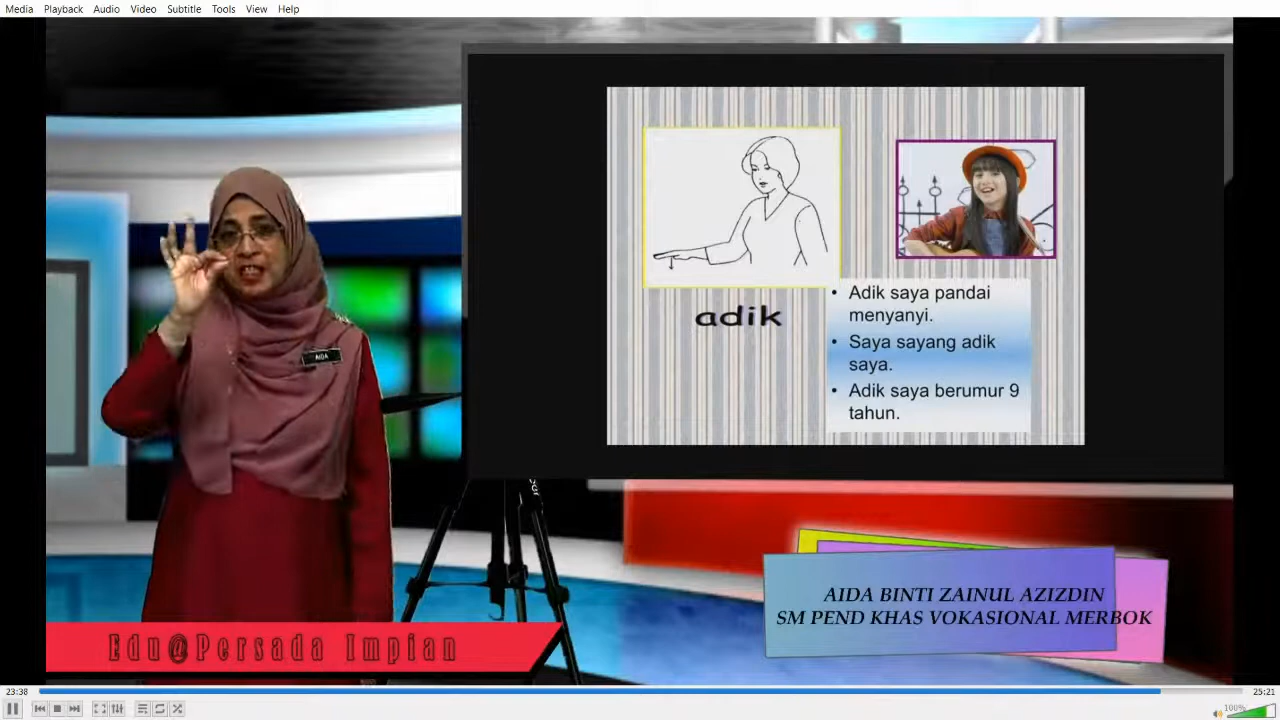 Media Playback Audio Video Subtitle Tools View Help
adik
• Adik saya pandai
menyanyi.
• Saya sayang adik
saya.
• Adik saya berumur 9
tahun.
AIDA
AIDA BINTI ZAINUL AZIZDIN
SM PEND KHAS VOKASIONAL MERBOK
Edu@Persada Impian
23:38
25:21
100%